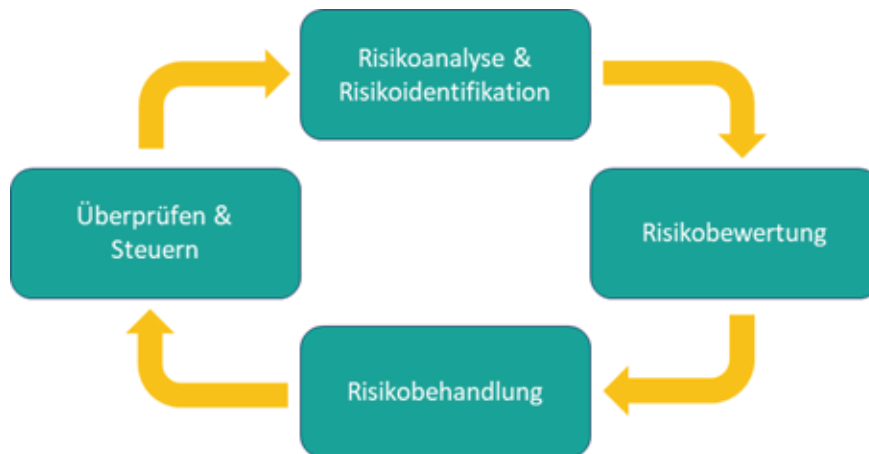 Risikoanalyse &
Risikoidentifikation
Überprüfen &
Steuern
Risikobewertung
Risikobehandlung